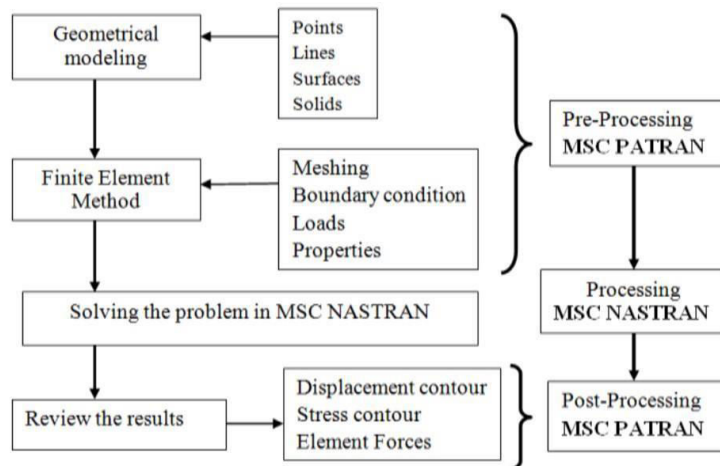 Geometrical
modeling
Points
Lines
Surfaces
Solids
Finite Element
Method
Meshing
Boundary condition
Loads
Properties
Pre-Processing
MSC PATRAN
Solving the problem in MSC NASTRAN
Processing
MSC NASTRAN
Review the results
Displacement contour
Stress contour
Element Forces
Post-Processing
MSC PATRAN